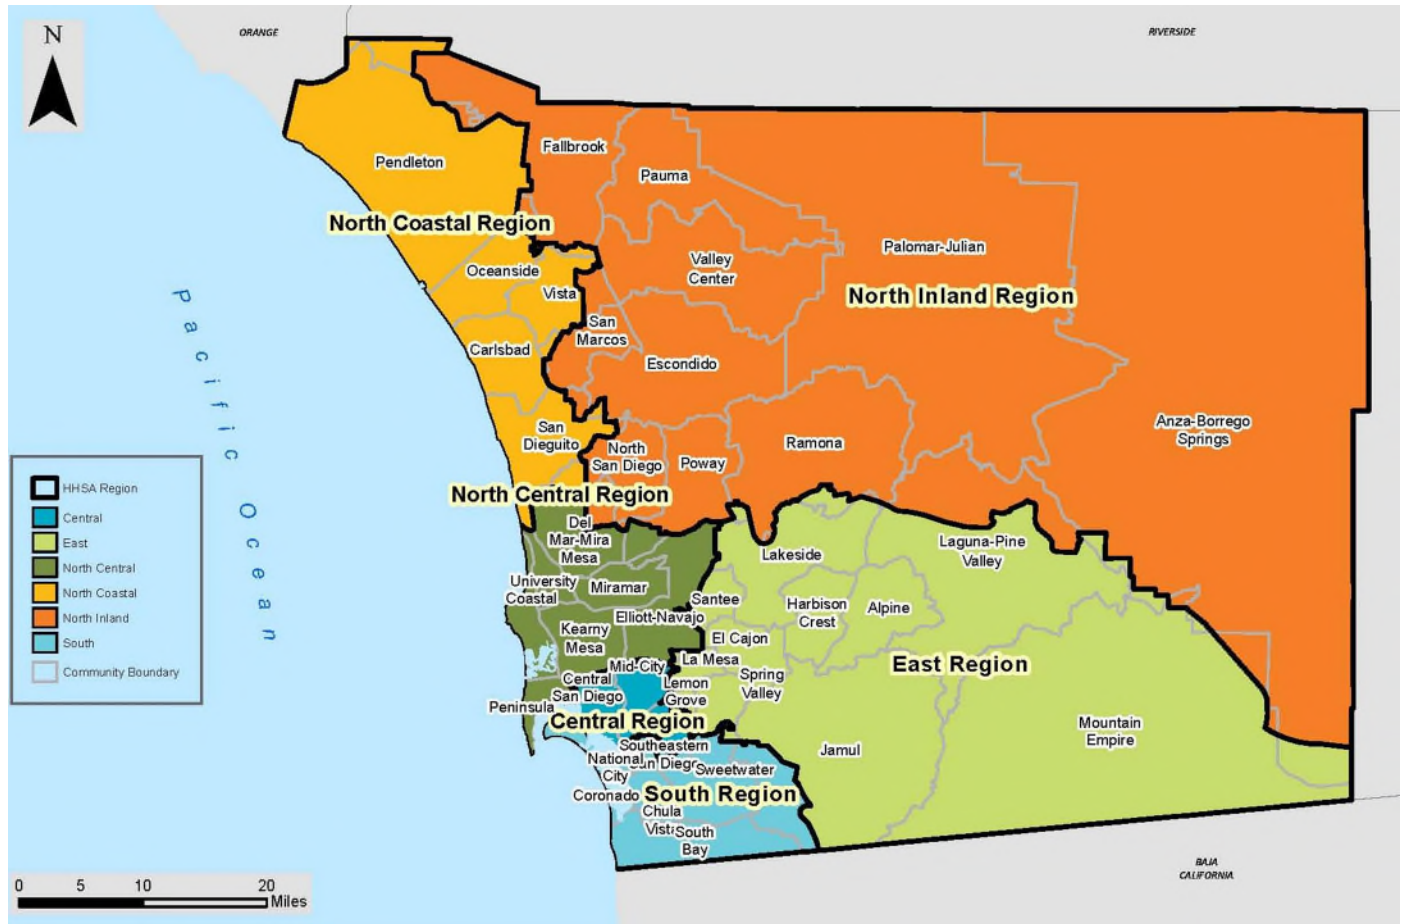 N
ORANGE
RIVERSIDE
Fallbrook
Pendleton
Pauma
North Coastal Region
Palomar-Julian
Valley
Center
Oceanside
Vista
North Inland Region
San
Marcos
Carlsbad
Escondido
Pacific Ocean
Anza-Borrego
Springs
San
Dieguito
North
San Diego
Poway
Ramona
North Central Region
HHSA Region
Central
East
North Central
North Coastal
North Inland
South
Community Boundary
Del
Mar-Mira
Mesa
Lakeside
Laguna-Pine
Valley
University
Coastal
Miramar
Santee
Harbison
Crest
Alpine
Elliott-Navajo
Kearny
Mesa
El Cajon
La Mesa
Mid-City
East Region
Central
San Diego
Lemon
Grove
Spring
Valley
Peninsula
Central Region
Mountain
Empire
Jamul
Southeastern
San Diego
National
City
Sweetwater
Coronado
South Region
Chula
Vista
South
Bay
BAJA
CALIFORNIA
0 5 10 20
Miles